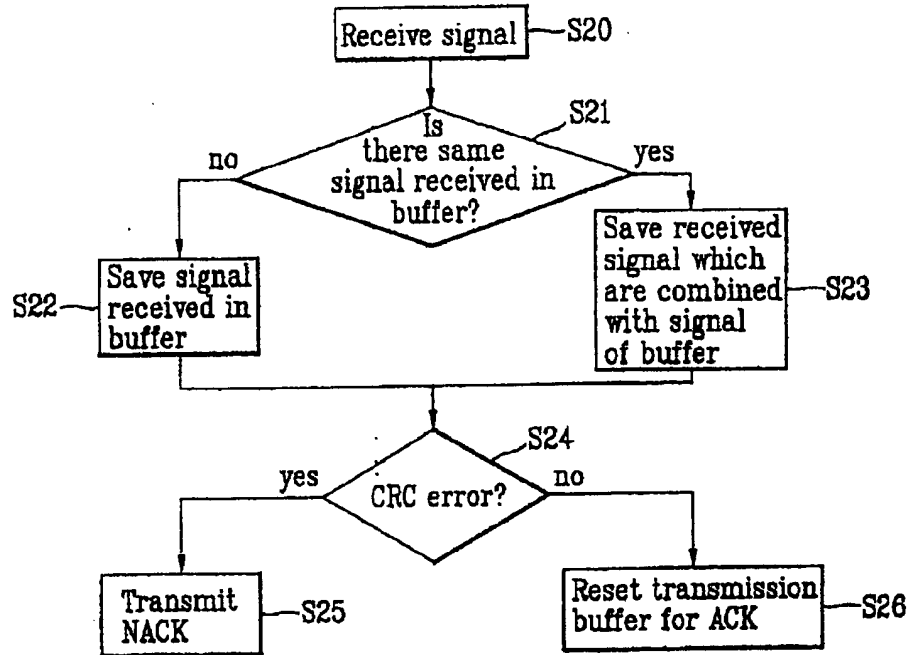 Receive signal
S20
S21
Is
there same
signal received in
buffer?
no
yes
S22
Save signal
received in
buffer
Save received
signal which
are combined
with signal
of buffer
S23
S24
CRC error?
yes
no
Transmit
NACK
S25
Reset transmission
buffer for ACK
S26